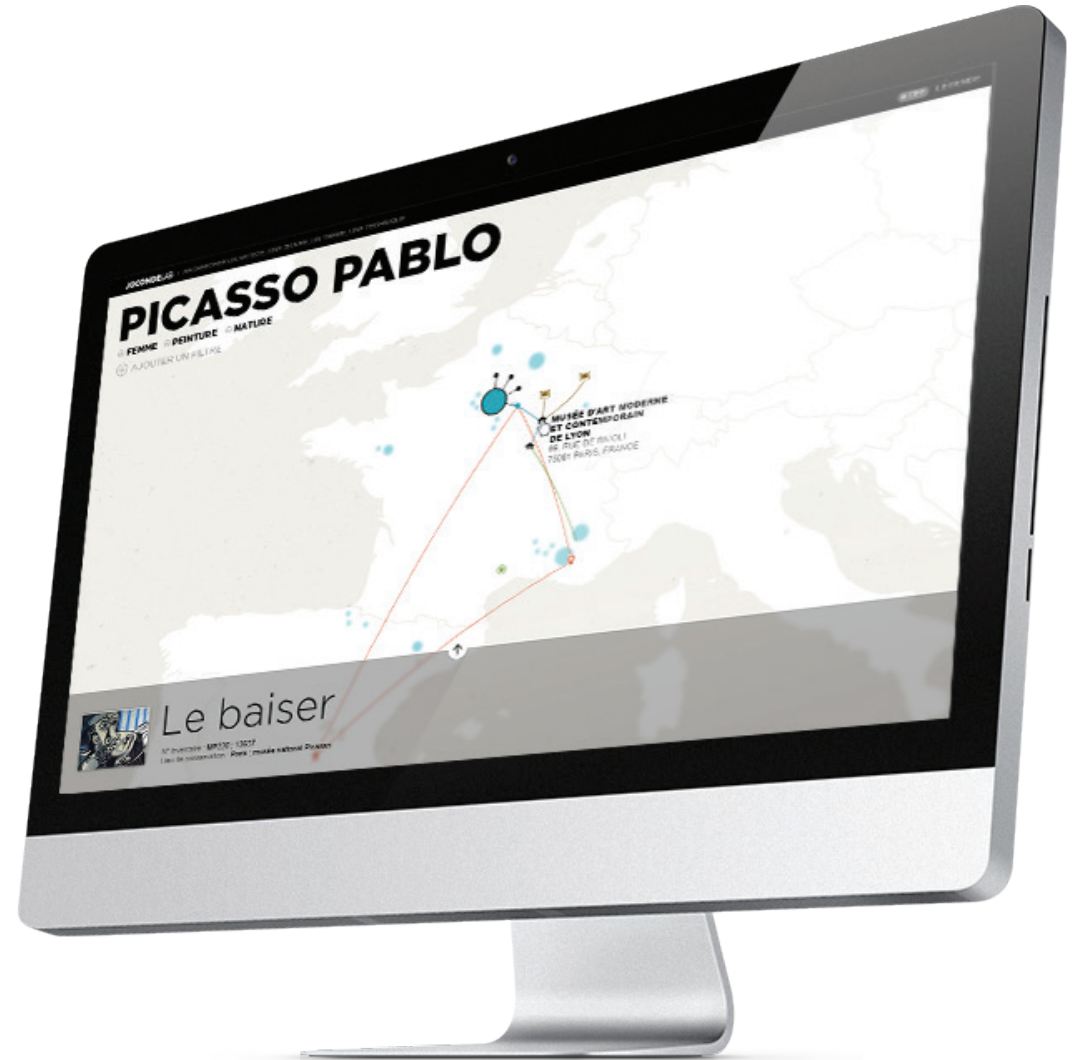 JOCONDELAB
PICASSO PABLO
FEMME PEINTURE NATURE
AJOUTER UN FILTRE
MUSÉE D'ART MODERNE
ET CONTEMPORAIN
DE LYON
RUE DE RIVOLI
75001 PARIS, FRANCE
Le baiser
N° inventaire :
Lieu de conservation : Paris ; musée national Picasso